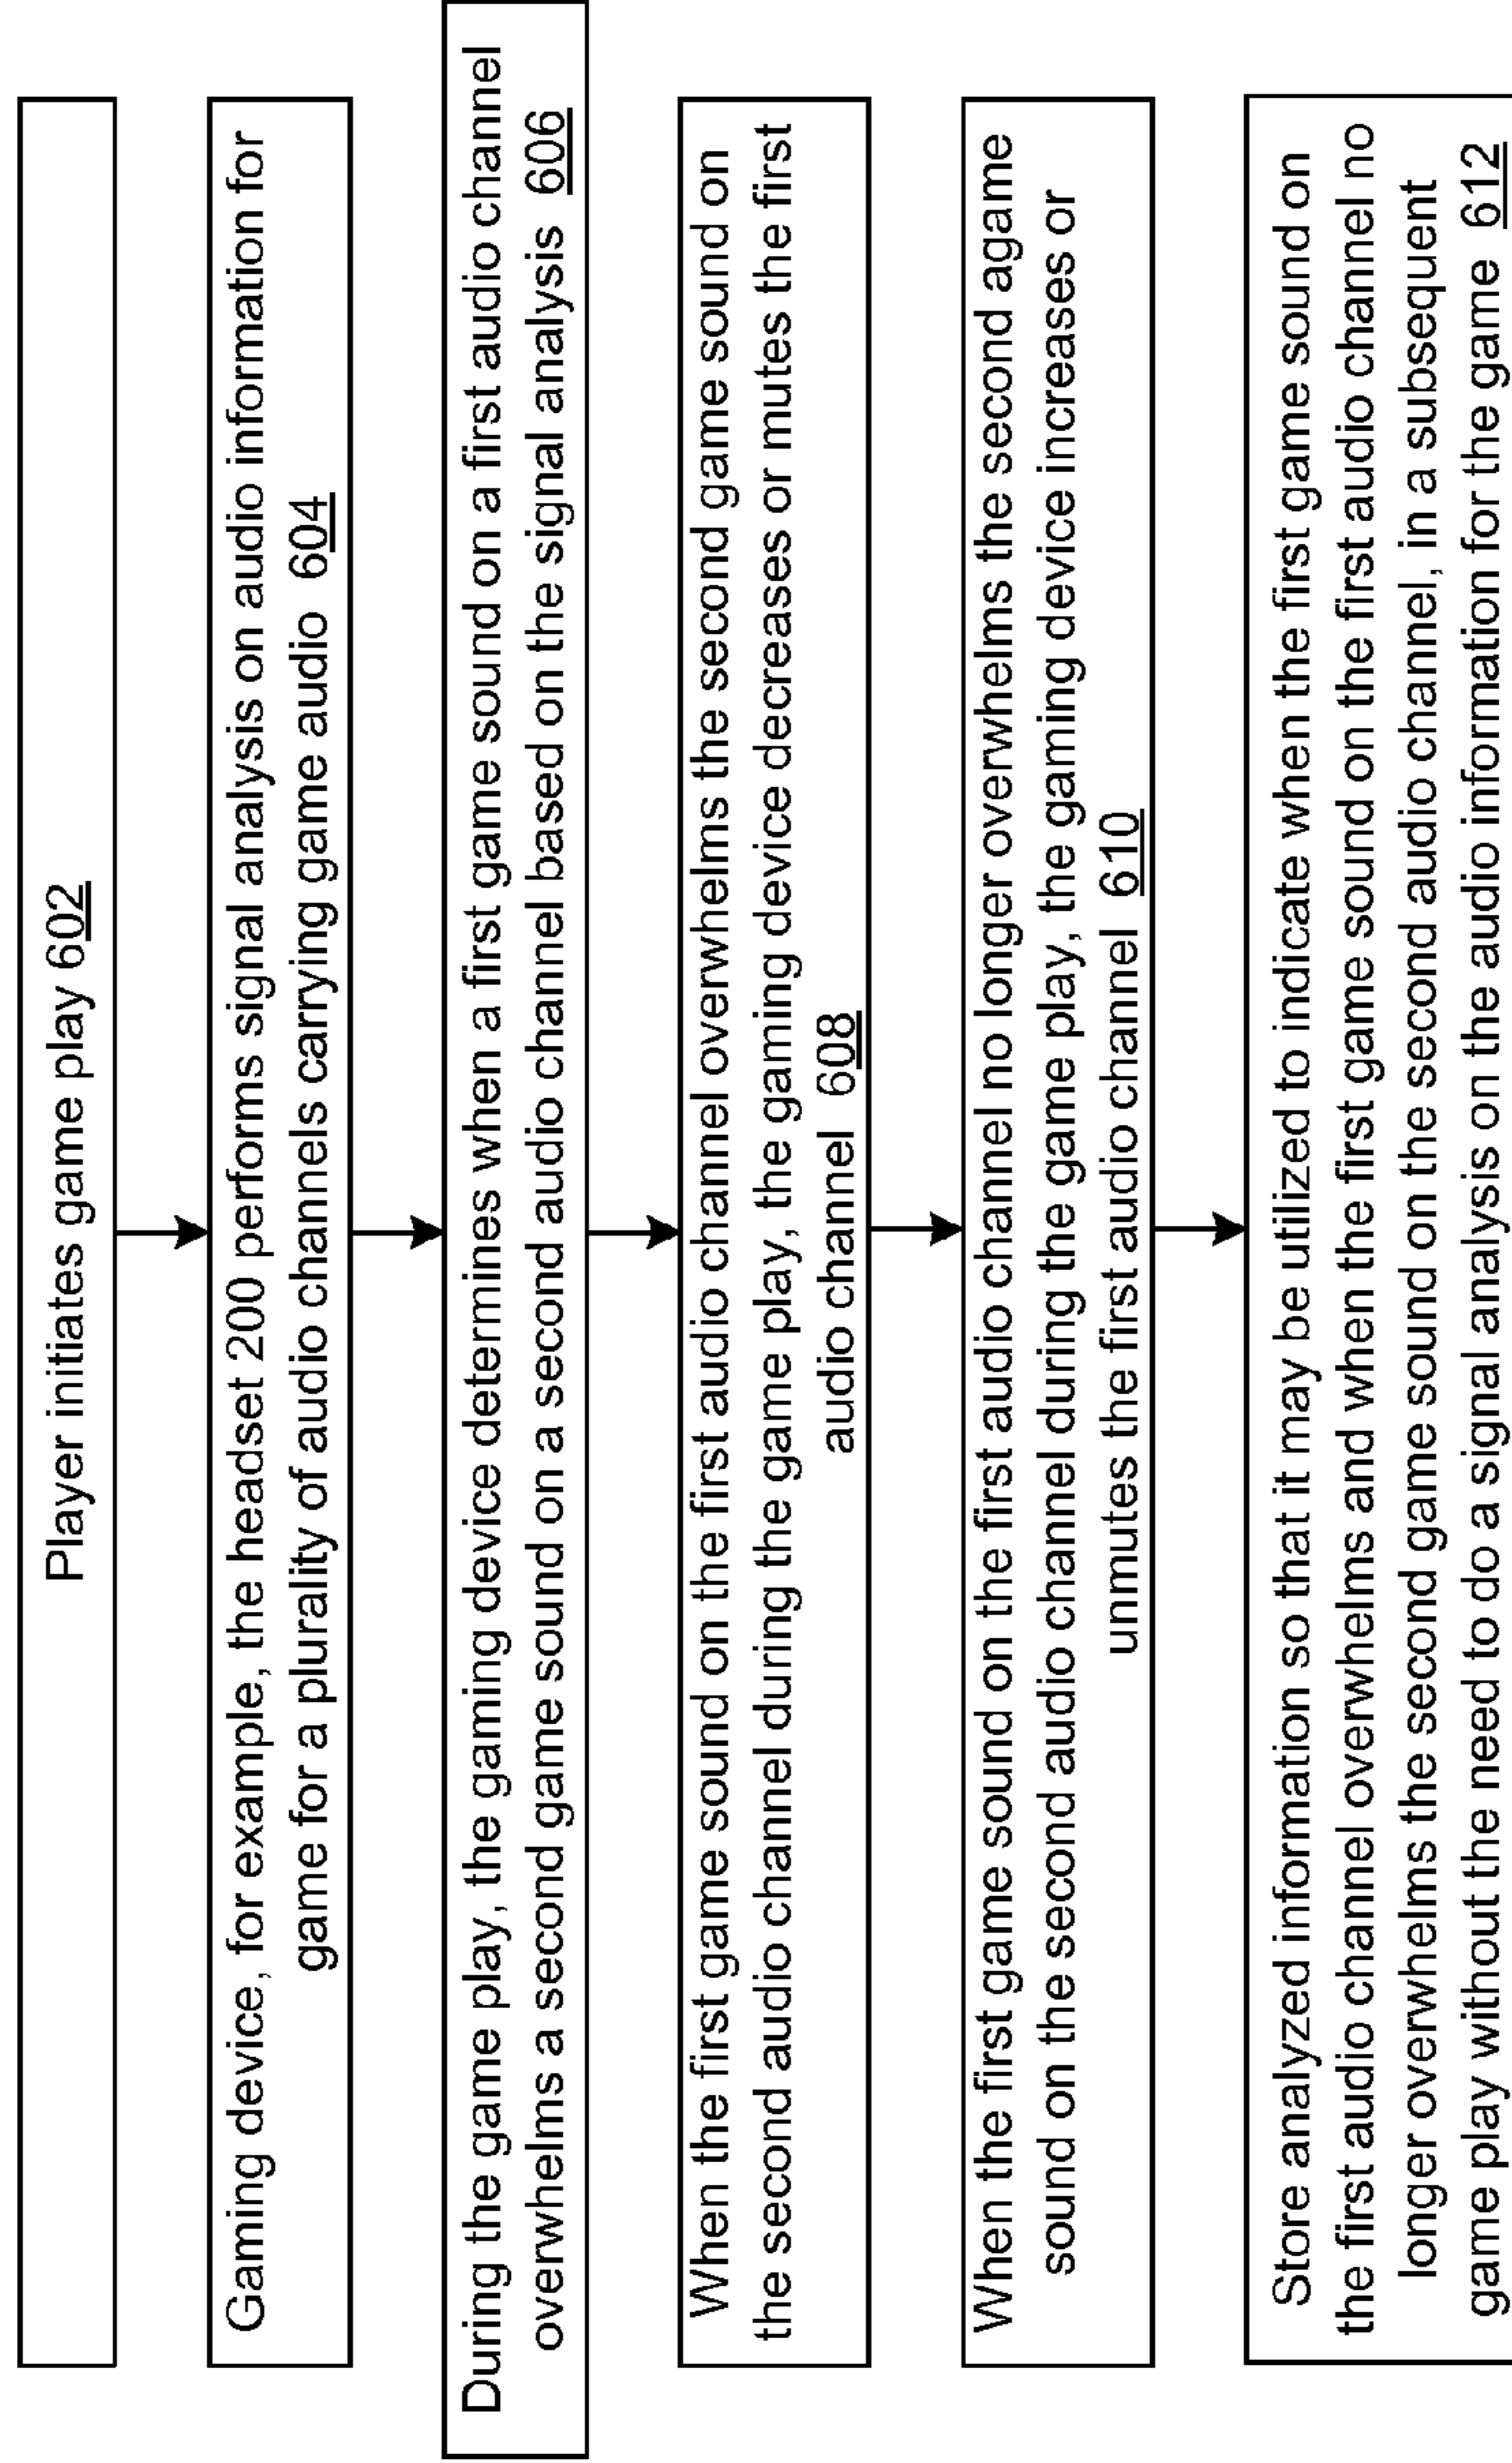 Player initiates game play 602
Gaming device, for example, the headset 200 performs signal analysis on audio information for
game for a plurality of audio channels carrying game audio 604
During the game play, the gaming device determines when a first game sound on a first audio channel
overwhelms a second game sound on a second audio channel based on the signal analysis 606
When the first game sound on the first audio channel overwhelms the second game sound on
the second audio channel during the game play, the gaming device decreases or mutes the first
audio channel 608
When the first game sound on the first audio channel no longer overwhelms the second agame
sound on the second audio channel during the game play, the gaming device increases or
unmutes the first audio channel 610
Store analyzed information so that it may be utilized to indicate when the first game sound on
the first audio channel overwhelms and when the first game sound on the first audio channel no
longer overwhelms the second game sound on the second audio channel, in a subsequent
game play without the need to do a signal analysis on the audio information for the game 612